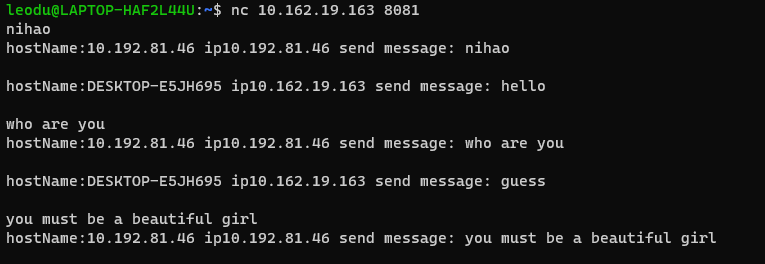 leodu@LAPTOP-HAF2L44U:~$ nc 10.162.19.163 8081
nihao
hostName:10.192.81.46 ip10.192.81.46 send message: nihao
hostName:DESKTOP-E5JH695 ip10.162.19.163 send message: hello
who are you
hostName:10.192.81.46 ip10.192.81.46 send message: who are you
hostName:DESKTOP-E5JH695 ip10.162.19.163 send message: guess
you must be a beautiful girl
hostName:10.192.81.46 ip10.192.81.46 send message: you must be a beautiful girl